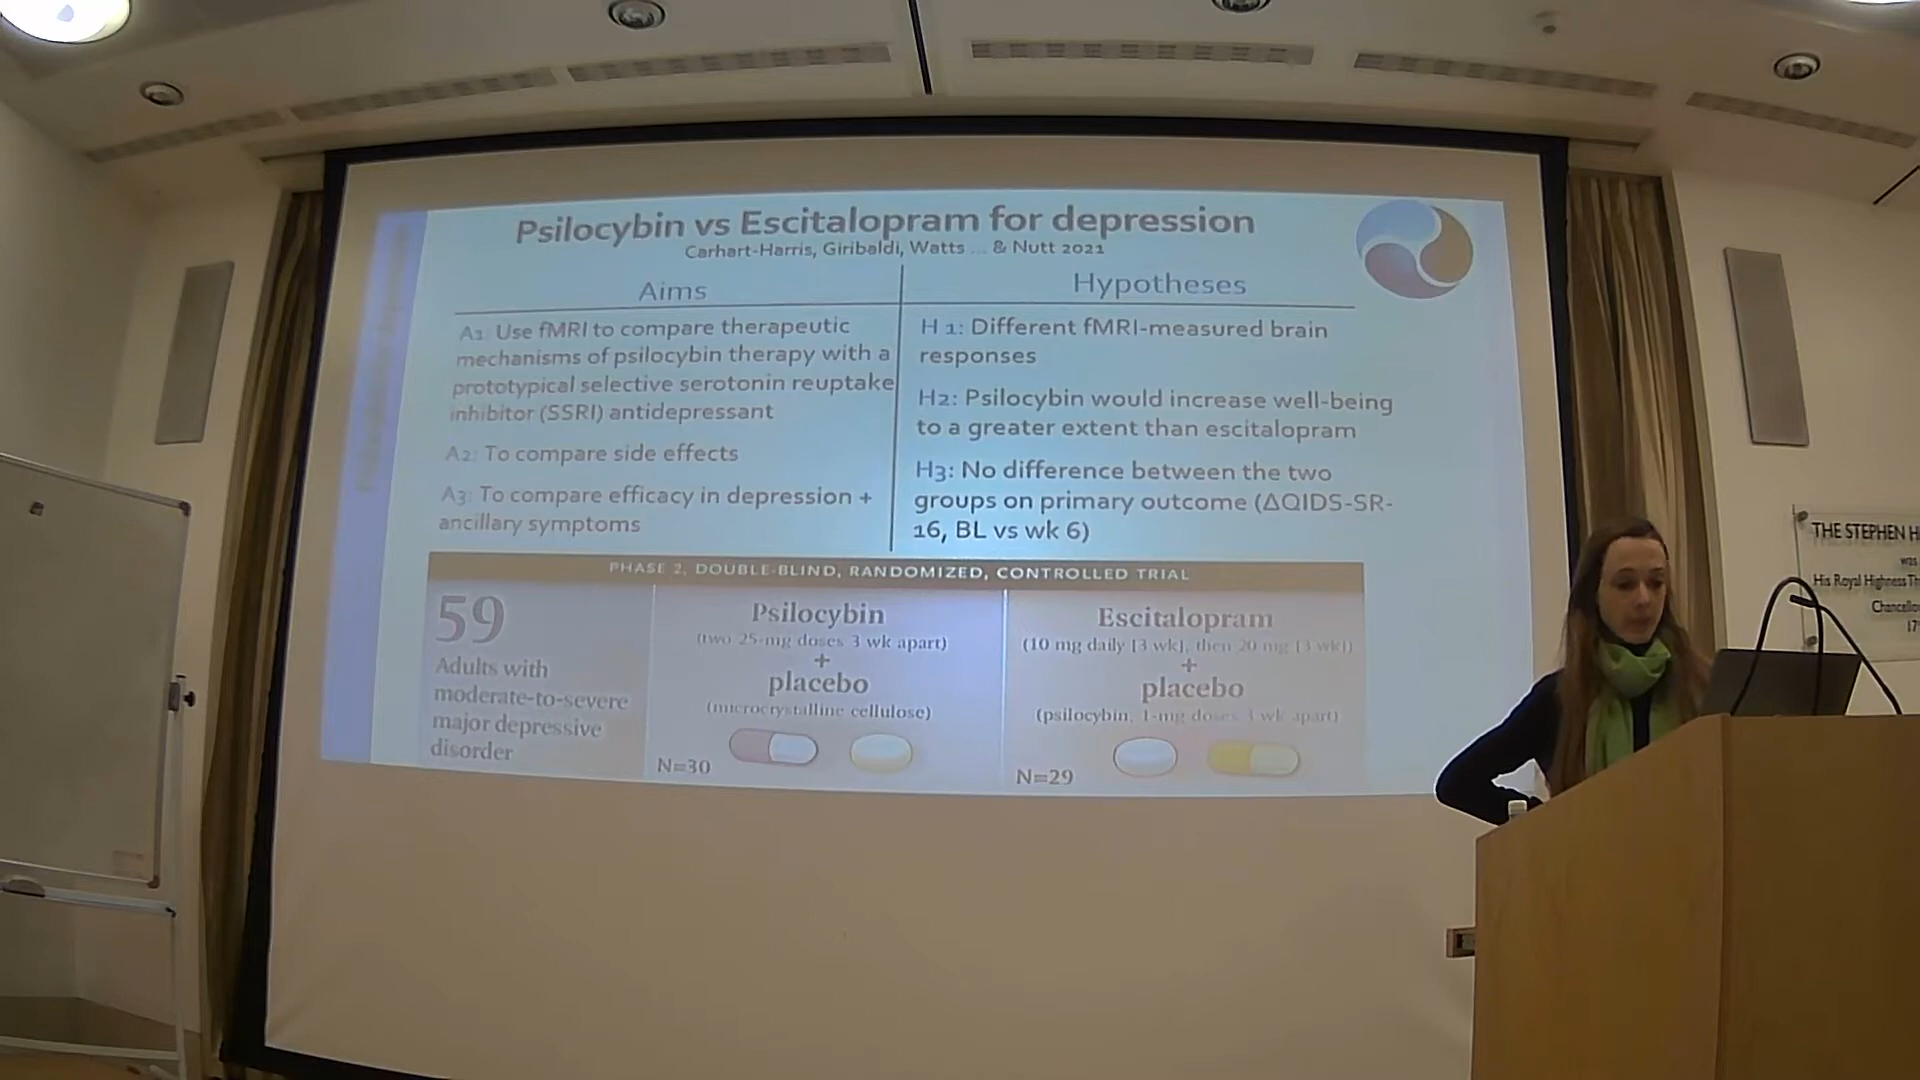 Psilocybin vs Escitalopram for depression
Carhart-Harris, Giribaldi, Watts ... & Nutt 2021
Aims
A1: Use fMRI to compare therapeutic
mechanisms of psilocybin therapy with a
prototypical selective serotonin reuptake
inhibitor (SSRI) antidepressant
A2: To compare side effects
A3: To compare efficacy in depression +
ancillary symptoms
Hypotheses
H 1: Different fMRI-measured brain
responses
H2: Psilocybin would increase well-being
to a greater extent than escitalopram
H3: No difference between the two
groups on primary outcome (ΔQIDS-SR-
16, BL vs wk 6)
PHASE 2, DOUBLE-BLIND, RANDOMIZED, CONTROLLED TRIAL
59
Adults with
moderate-to-severe
major depressive
disorder
Psilocybin
(two 25-mg doses 3 wk apart)
+
placebo
(microcrystalline cellulose)
N=30
Escitalopram
(10 mg daily [3 wk], then 20 mg [3 wk])
+
placebo
(psilocybin, 1-mg doses 3 wk apart)
N=29
THE STEPHEN H
was
His Royal Highness Th
Chancello
17